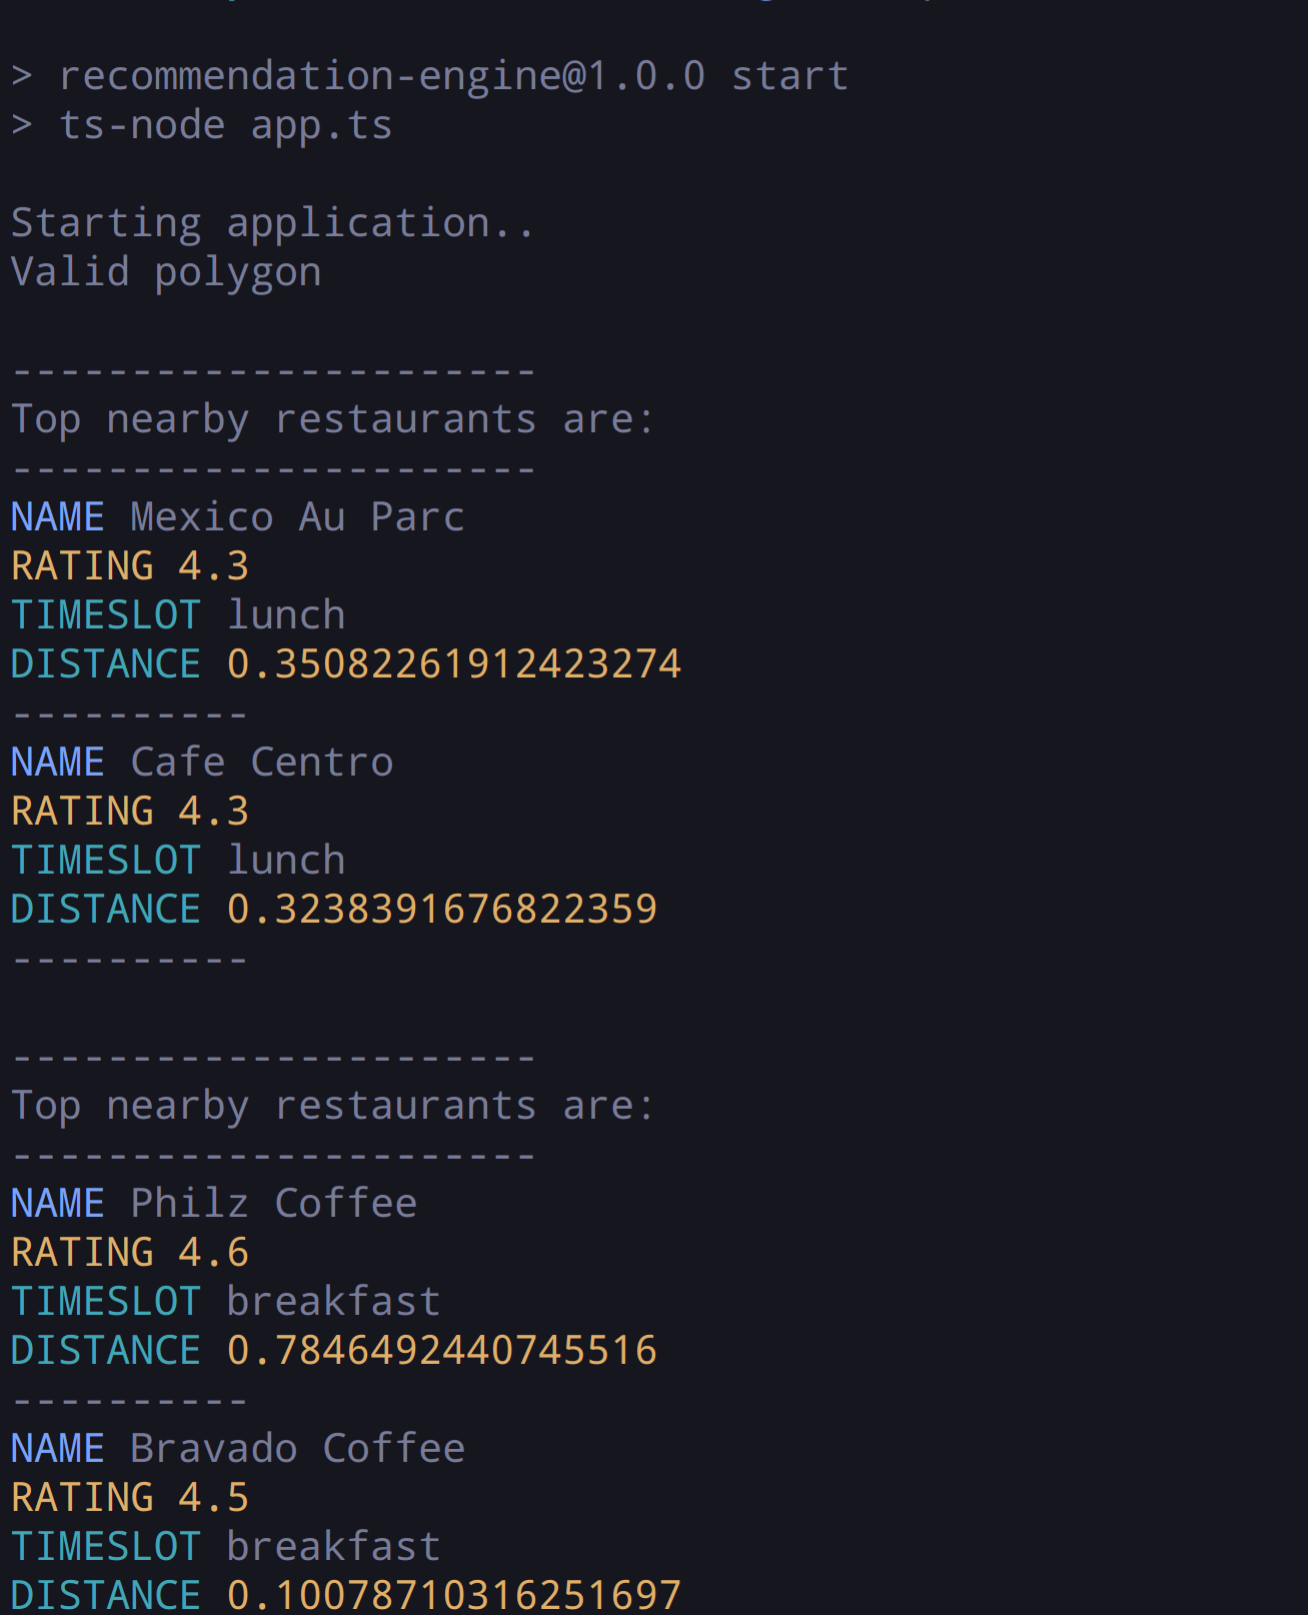 > recommendation-engine@1.0.0 start
> ts-node app.ts
Starting application..
Valid polygon
----------------------
Top nearby restaurants are:
----------------------
NAME Mexico Au Parc
RATING 4.3
TIMESLOT lunch
DISTANCE 0.35082261912423274
----------
NAME Cafe Centro
RATING 4.3
TIMESLOT lunch
DISTANCE 0.3238391676822359
----------
----------------------
Top nearby restaurants are:
----------------------
NAME Philz Coffee
RATING 4.6
TIMESLOT breakfast
DISTANCE 0.7846492440745516
----------
NAME Bravado Coffee
RATING 4.5
TIMESLOT breakfast
DISTANCE 0.10078710316251697